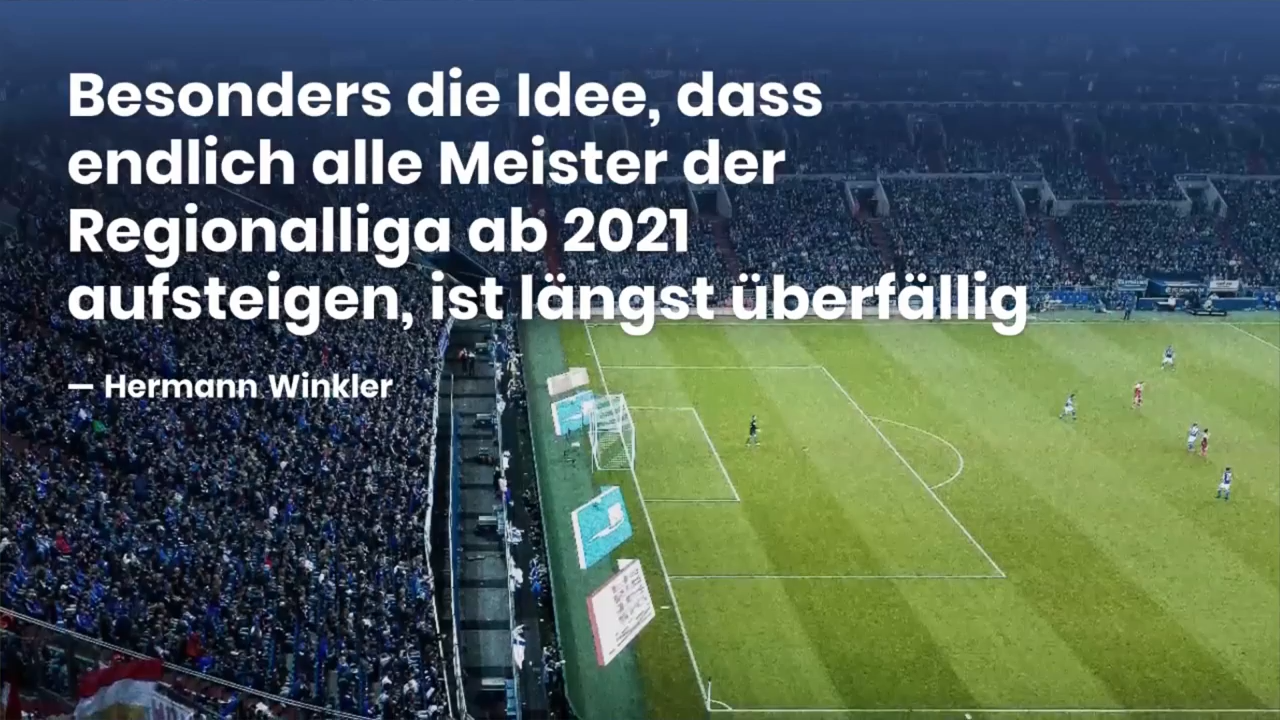 Besonders die Idee, dass
endlich alle Meister der
Regionalliga ab 2021
aufsteigen, ist längst überfällig
— Hermann Winkler